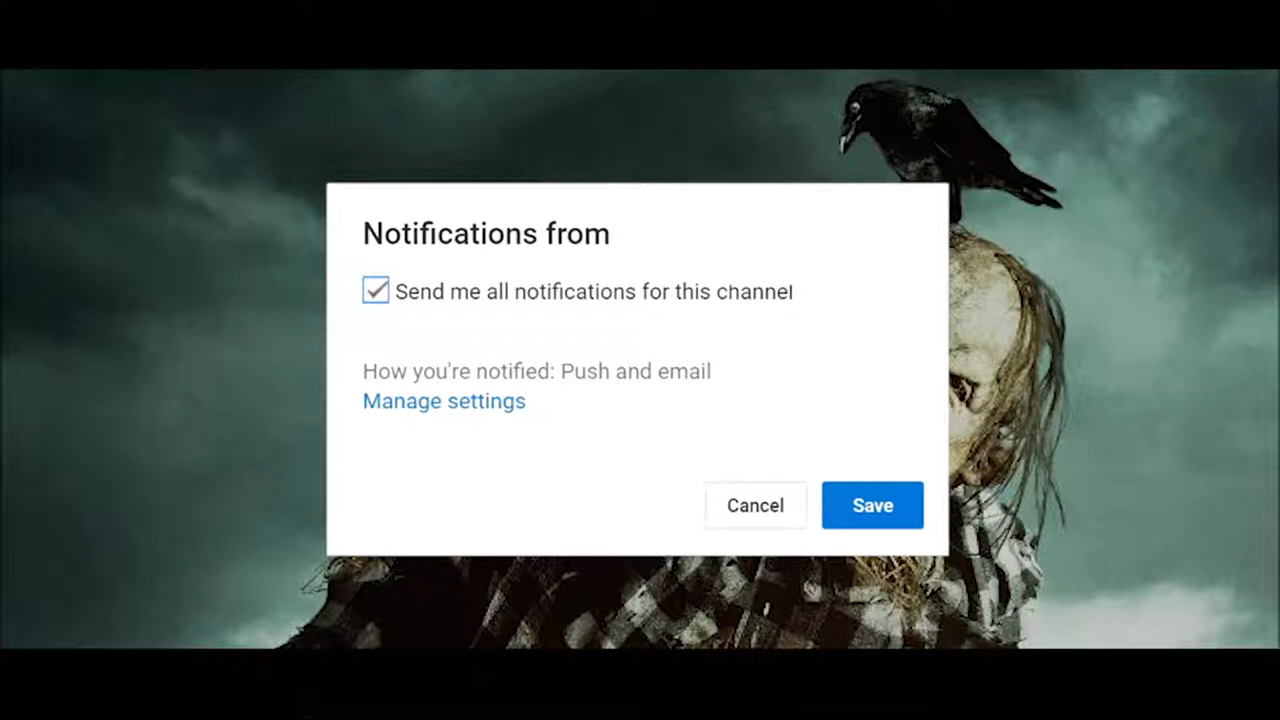 Notifications from
Send me all notifications for this channel
How you're notified: Push and email
Manage settings
Cancel
Save